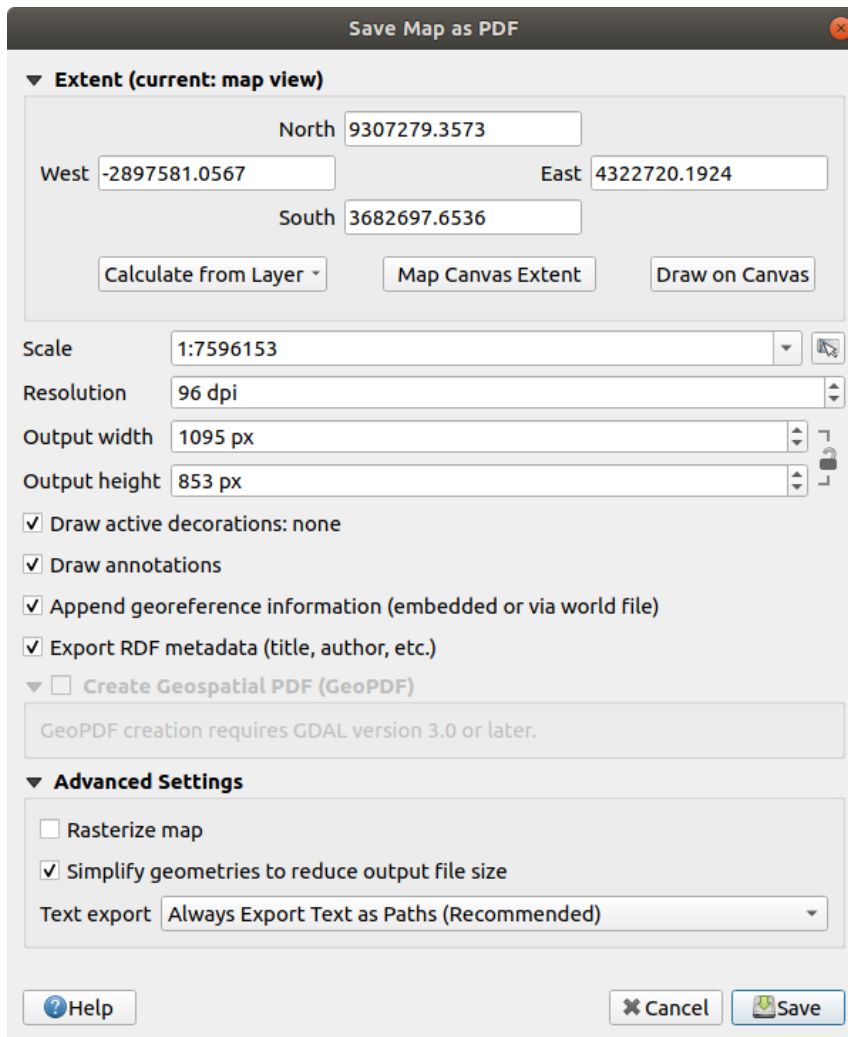 Save Map as PDF
Extent (current: map view)
North 9307279.3573
West -2897581.0567 East 4322720.1924
South 3682697.6536
Calculate from Layer Map Canvas Extent Draw on Canvas
Scale 1:7596153
Resolution 96 dpi
Output width 1095 px
Output height 853 px
Draw active decorations: none
Draw annotations
Append georeference information (embedded or via world file)
Export RDF metadata (title, author, etc.)
Create Geospatial PDF (GeoPDF)
GeoPDF creation requires GDAL version 3.0 or later.
Advanced Settings
Rasterize map
Simplify geometries to reduce output file size
Text export Always Export Text as Paths (Recommended)
Help Cancel Save